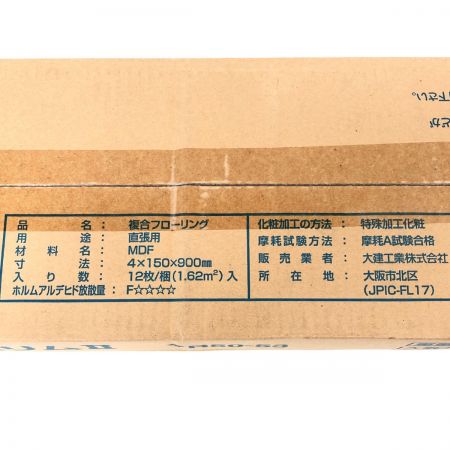 下さい。
品名：複合フローリング
用途：直張用
材料名：MDF
寸法：4×150×900㎜
入り数：12枚/梱(1.62m²)入
ホルムアルデヒド放散量：F☆☆☆☆
化粧加工の方法：特殊加工化粧
摩耗試験方法：摩耗A試験合格
販売業者：大建工業株式会社
所在地：大阪市北区
(JPIC-FL17)